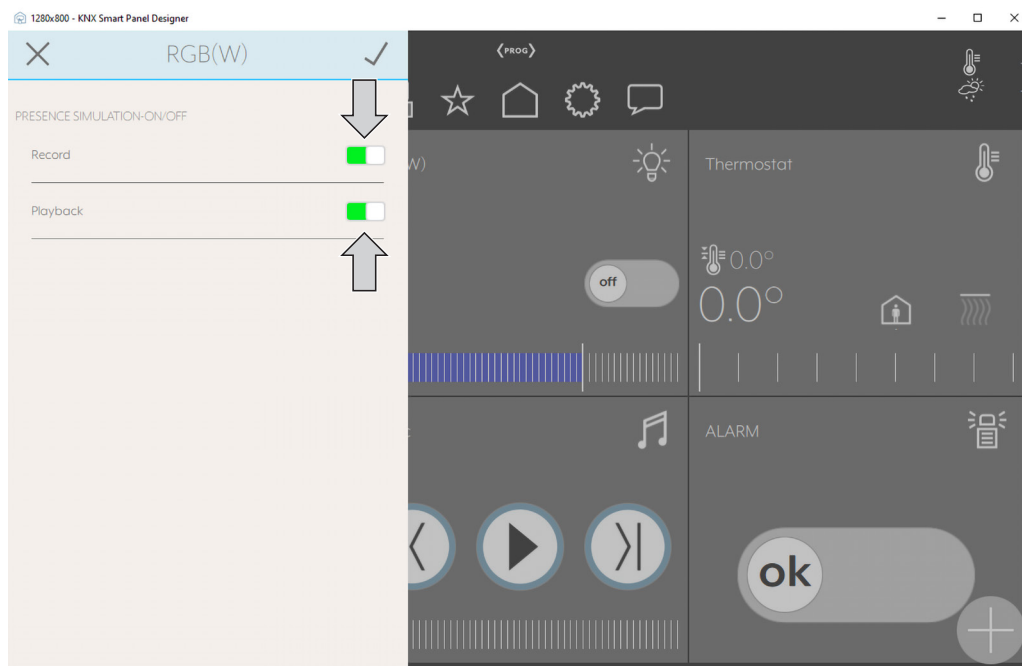 1280x800 - KNX Smart Panel Designer
RGB(W)
⟨PROG⟩
PRESENCE SIMULATION-ON/OFF
Record
Playback
W)
off
Thermostat
0.0°
0.0°
ALARM
ok